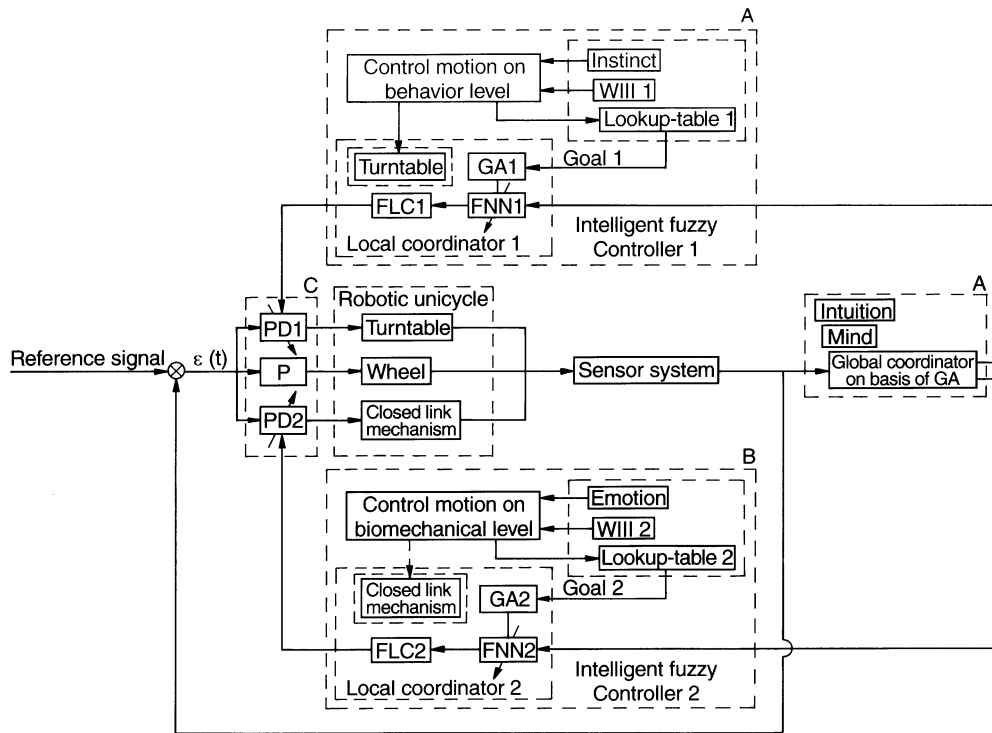 A
Control motion on
behavior level
Instinct
WIll 1
Lookup-table 1
Turntable
GA1
Goal 1
FLC1
FNN1
Local coordinator 1
Intelligent fuzzy
Controller 1
C
Robotic unicycle
A
PD1
Turntable
Intuition
Mind
Reference signal
ε (t)
P
Wheel
Sensor system
Global coordinator
on basis of GA
PD2
Closed link
mechanism
B
Control motion on
biomechanical level
Emotion
WIll 2
Lookup-table 2
Closed link
mechanism
GA2
Goal 2
FLC2
FNN2
Local coordinator 2
Intelligent fuzzy
Controller 2